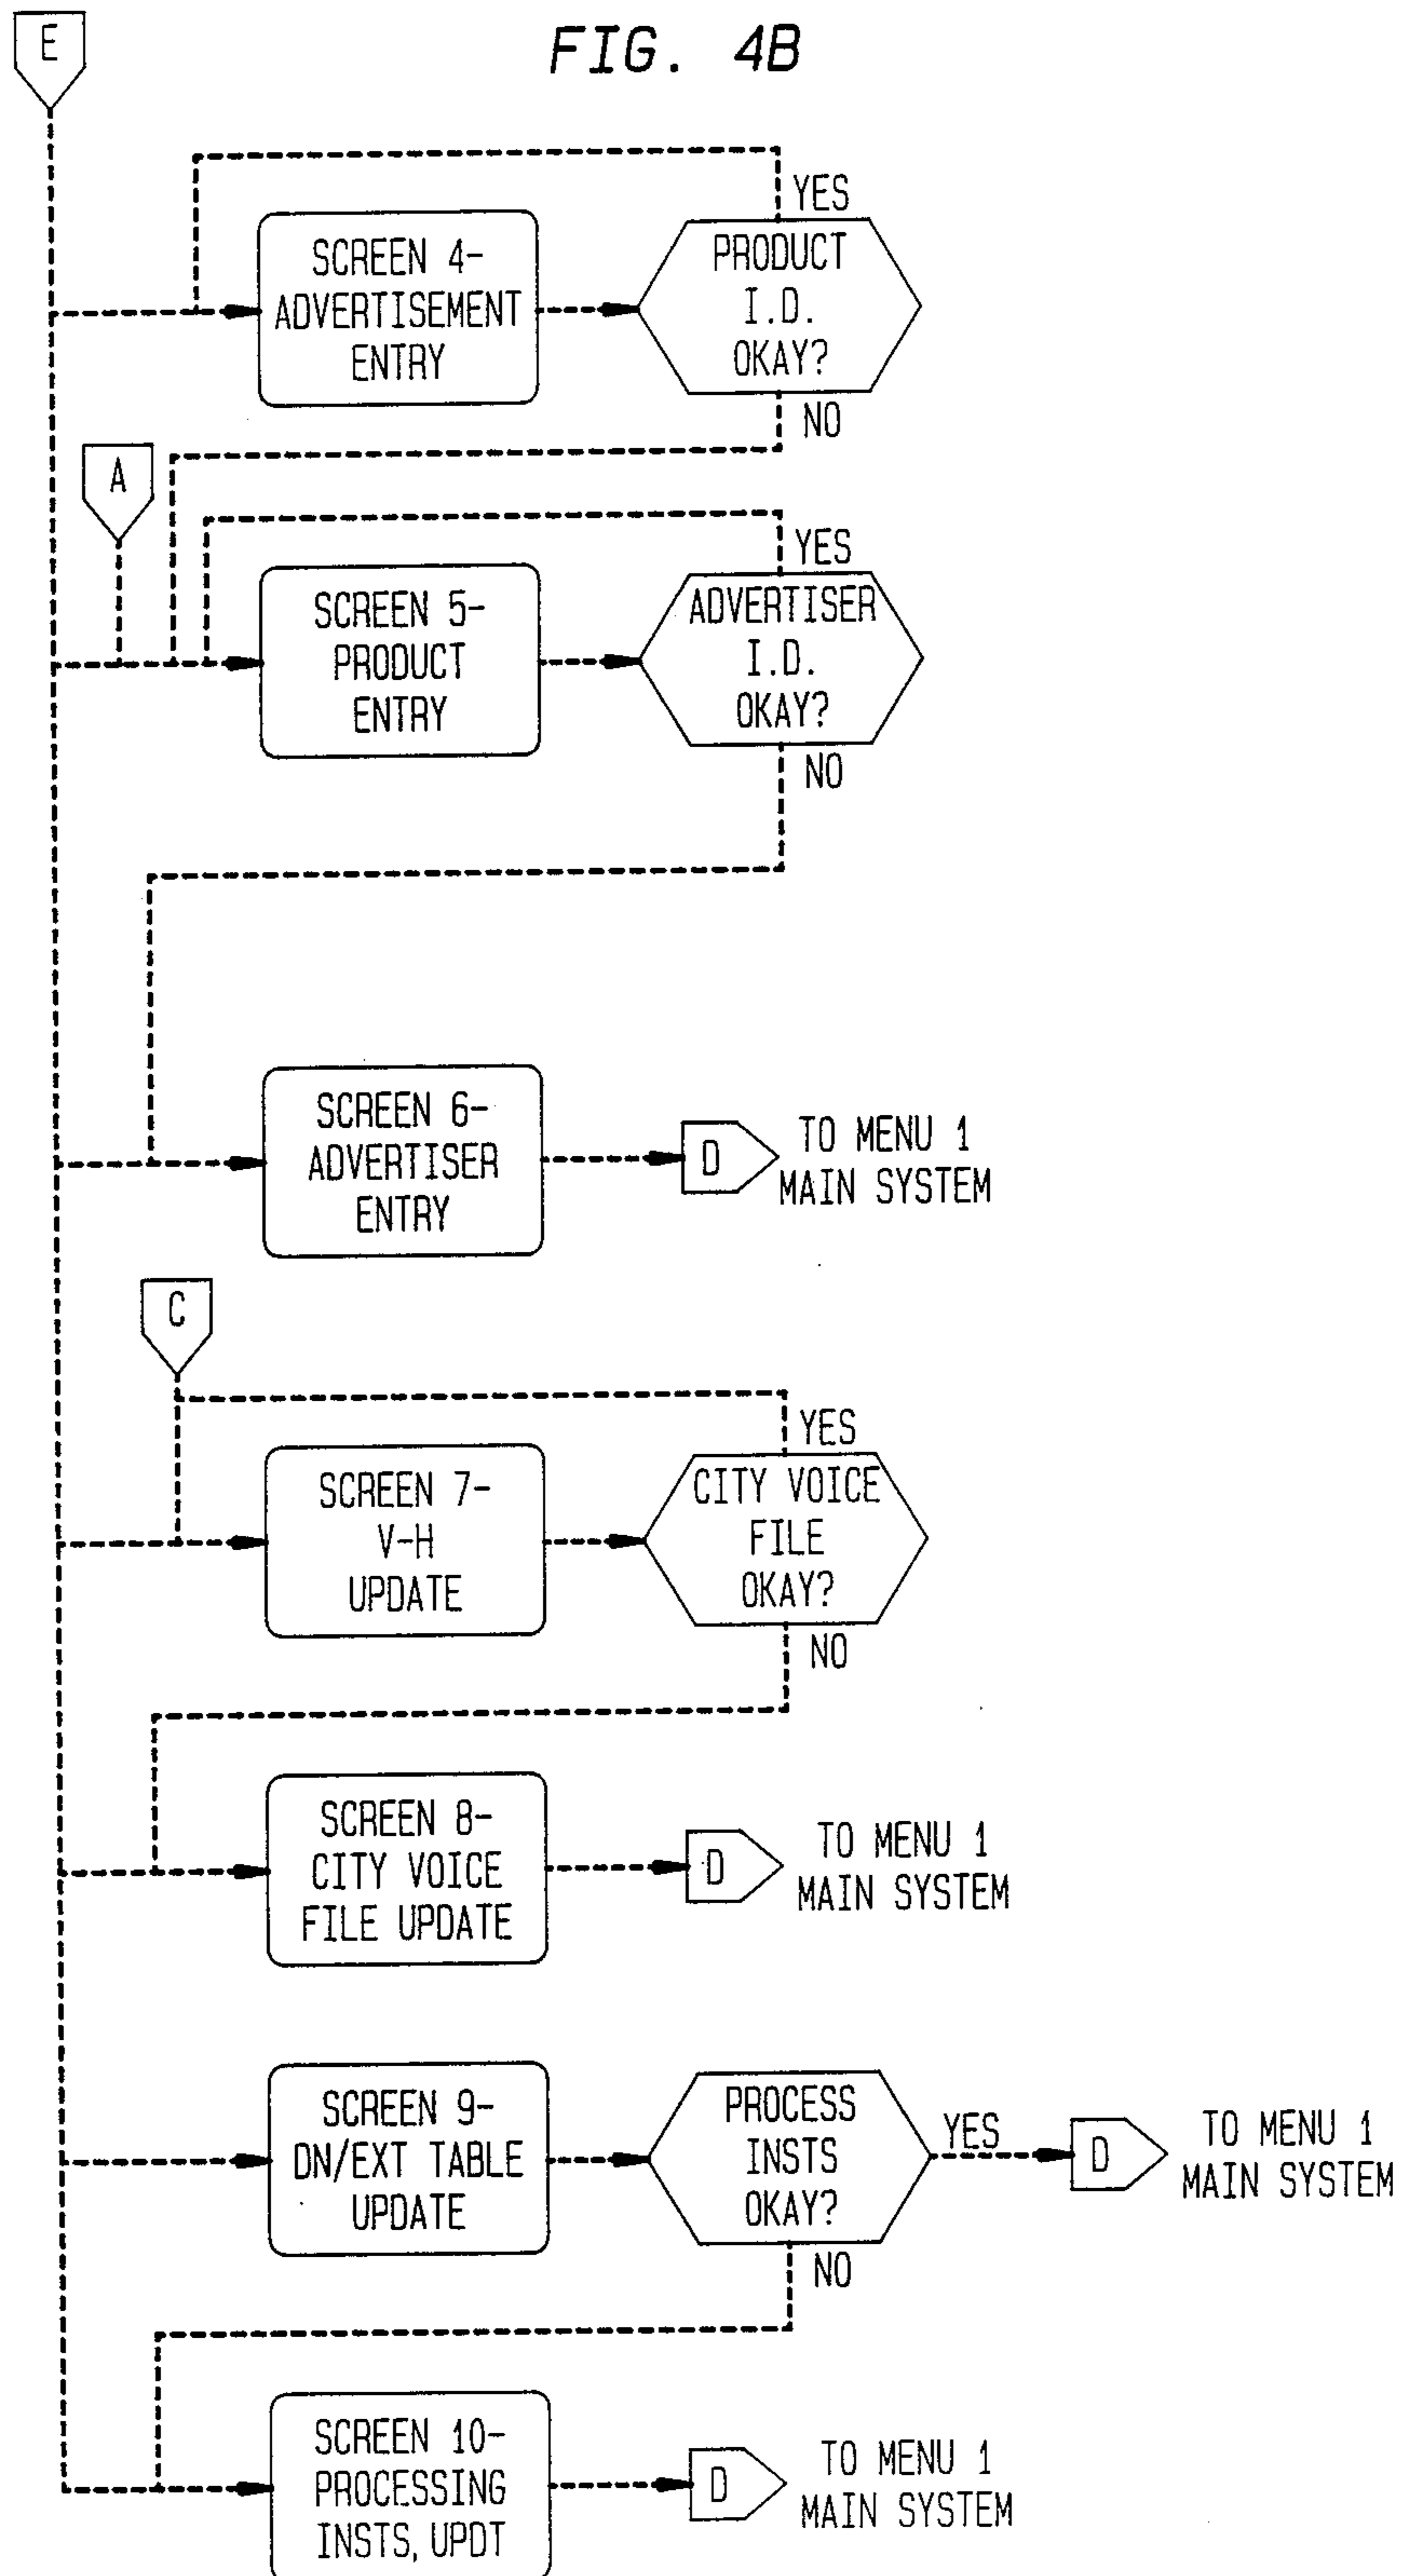 E
FIG. 4B
YES
SCREEN 4-
ADVERTISEMENT
ENTRY
PRODUCT
I.D.
OKAY?
NO
A
YES
SCREEN 5-
PRODUCT
ENTRY
ADVERTISER
I.D.
OKAY?
NO
SCREEN 6-
ADVERTISER
ENTRY
D
TO MENU 1
MAIN SYSTEM
C
YES
SCREEN 7-
V-H
UPDATE
CITY VOICE
FILE
OKAY?
NO
SCREEN 8-
CITY VOICE
FILE UPDATE
D
TO MENU 1
MAIN SYSTEM
SCREEN 9-
DN/EXT TABLE
UPDATE
PROCESS
INSTS
OKAY?
YES
D
TO MENU 1
MAIN SYSTEM
NO
SCREEN 10-
PROCESSING
INSTS, UPDT
D
TO MENU 1
MAIN SYSTEM